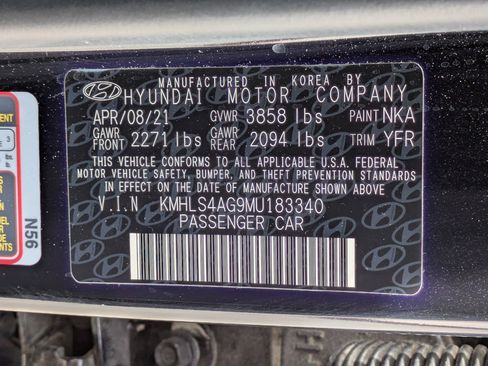 MANUFACTURED IN KOREA BY
HYUNDAI MOTOR COMPANY
APR/08/21 GVWR 3858 lbs PAINT NKA
GAWR FRONT 2271 lbs GAWR REAR 2094 lbs TRIM YFR
THIS VEHICLE CONFORMS TO ALL APPLICABLE U.S.A. FEDERAL
MOTOR VEHICLE SAFETY, BUMPER, AND THEFT PREVENTION STANDARDS
IN EFFECT ON THE DATE OF MANUFACTURE SHOWN ABOVE.
V.I.N KMHLS4AG9MU183340
PASSENGER CAR
N56
3
lbs.